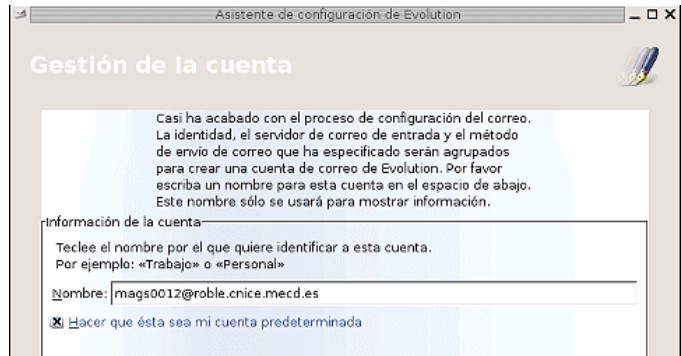 Asistente de configuración de Evolution
Gestión de la cuenta
Casi ha acabado con el proceso de configuración del correo.
La identidad, el servidor de correo de entrada y el método
de envío de correo que ha especificado serán agrupados
para crear una cuenta de correo de Evolution. Por favor
escriba un nombre para esta cuenta en el espacio de abajo.
Este nombre sólo se usará para mostrar información.
Información de la cuenta
Teclee el nombre por el que quiere identificar a esta cuenta.
Por ejemplo: «Trabajo» o «Personal»
Nombre: mags0012@roble.cnice.mecd.es
Hacer que ésta sea mi cuenta predeterminada